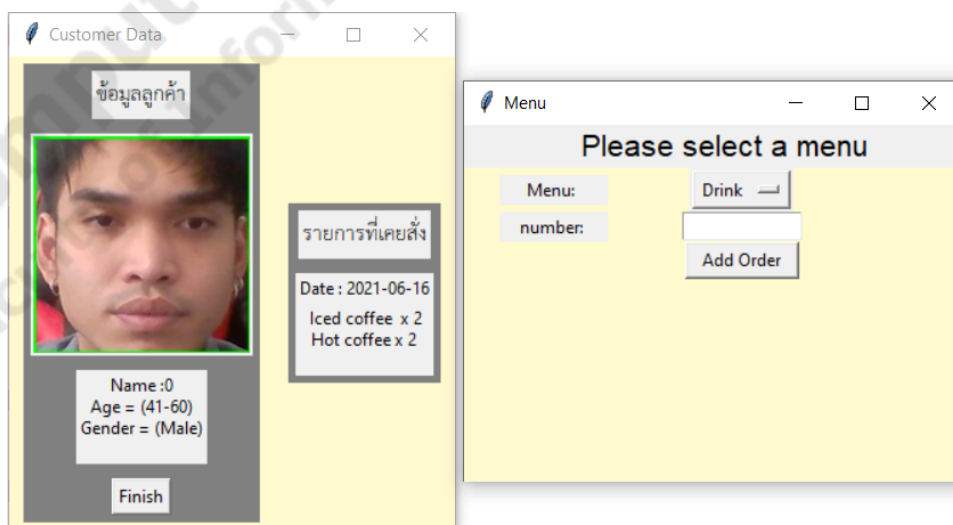 Customer Data
ข้อมูลลูกค้า
Name :0
Age = (41-60)
Gender = (Male)
Finish
รายการที่เคยสั่ง
Date : 2021-06-16
Iced coffee x 2
Hot coffee x 2
Menu
Please select a menu
Menu:
Drink
number:
Add Order